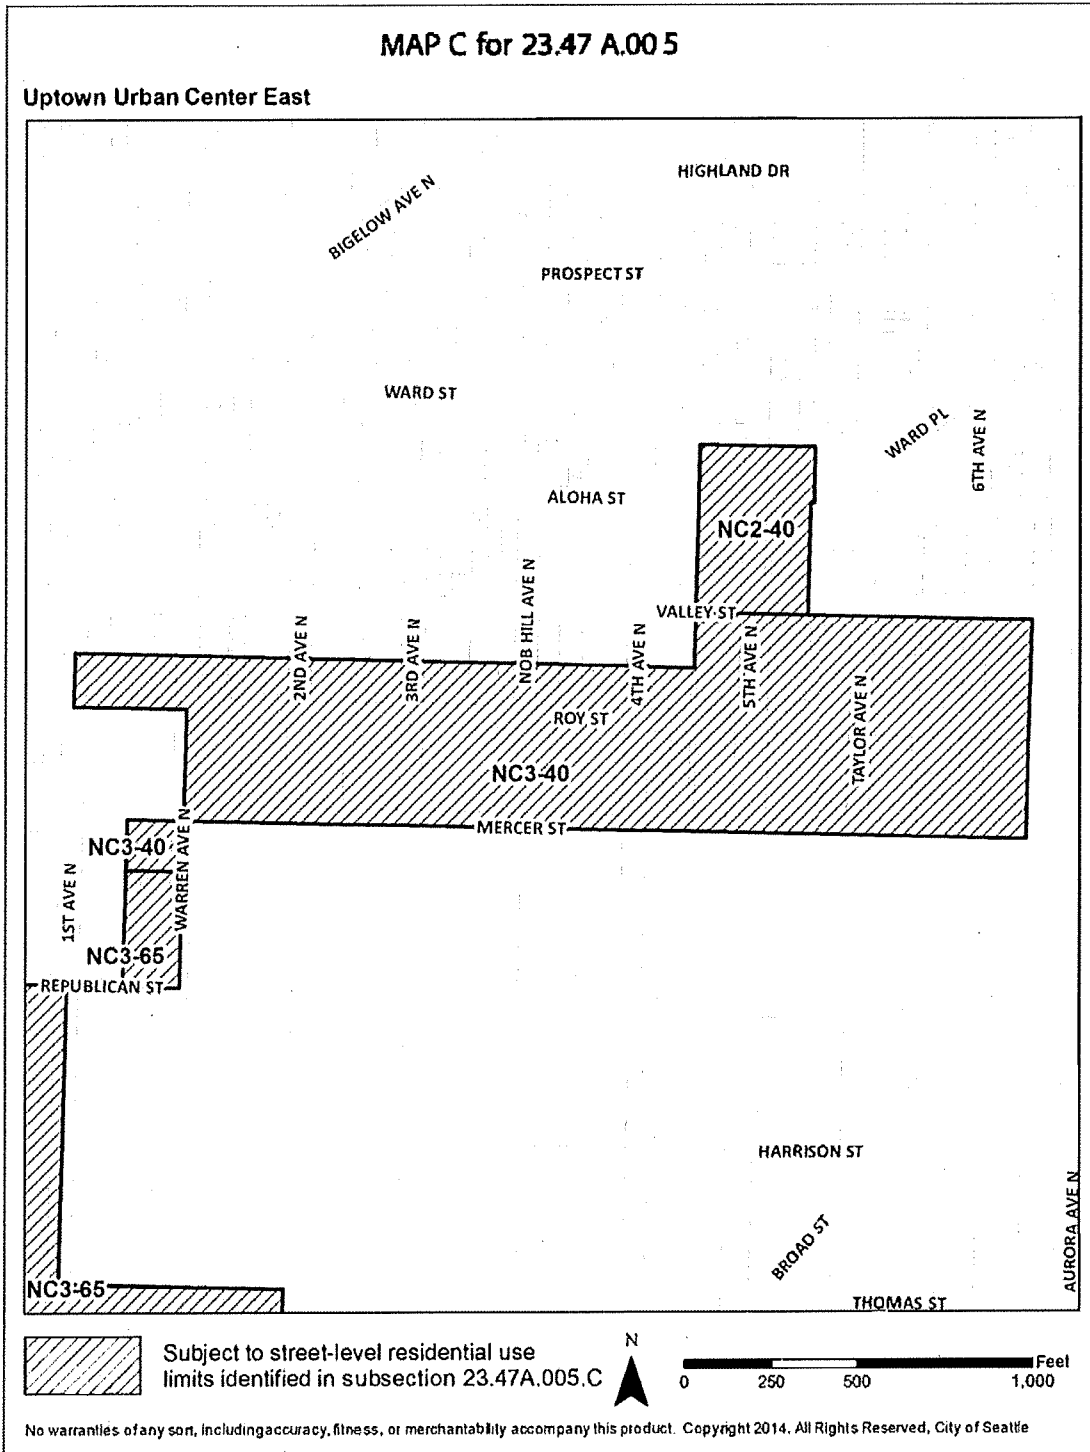 MAP C for 23.47 A.00 5
Uptown Urban Center East
HIGHLAND DR
BIGELOW AVE N
PROSPECT ST
WARD ST
WARD PL
6TH AVE N
ALOHA ST
NC2-40
NOB HILL AVE N
VALLEY ST
2ND AVE N
3RD AVE N
4TH AVE N
5TH AVE N
TAYLOR AVE N
ROY ST
NC3-40
MERCER ST
NC3-40
WARREN AVE N
1ST AVE N
NC3-65
REPUBLICAN ST
HARRISON ST
BROAD ST
AURORA AVE N
NC3-65
THOMAS ST
Subject to street-level residential use
limits identified in subsection 23.47A.005.C
N
Feet
0 250 500 1,000
No warranties of any sort, including accuracy, fitness, or merchantability accompany this product. Copyright 2014, All Rights Reserved, City of Seattle